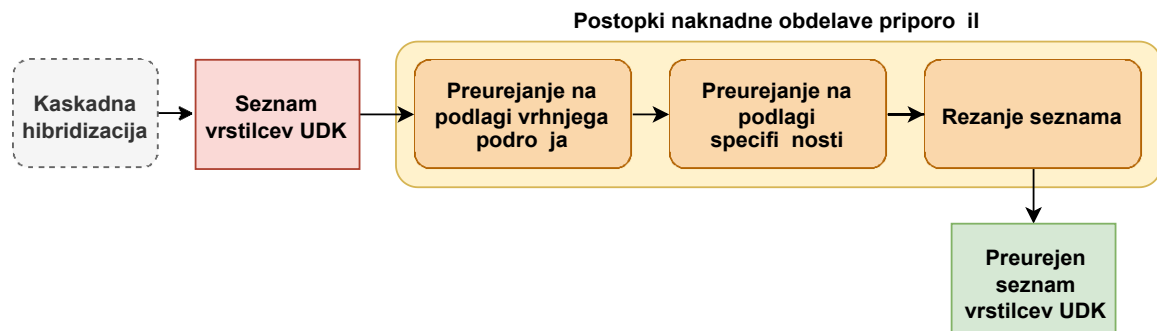 Postopki naknadne obdelave priporo il
Kaskadna
hibridizacija
Seznam
vrstilcev UDK
Preurejanje na
podlagi vrhnjega
podro ja
Preurejanje na
podlagi
specifi nosti
Rezanje seznama
Preurejen
seznam
vrstilcev UDK